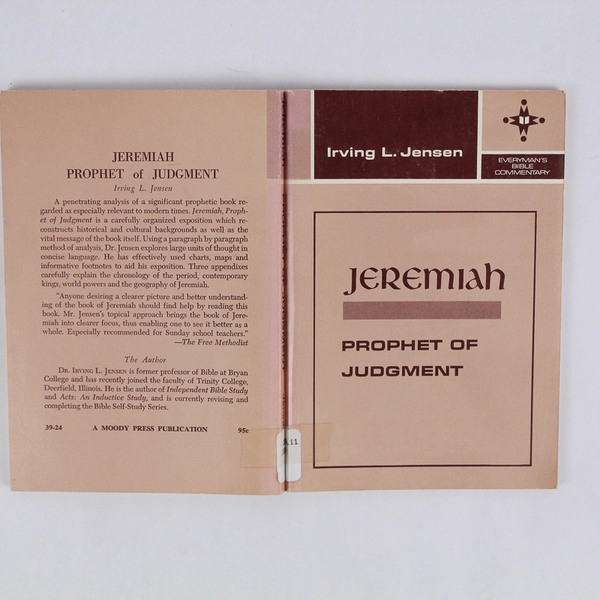 JEREMIAH
PROPHET of JUDGMENT
Irving L. Jensen
A penetrating analysis of a significant prophetic book re-
garded as especially relevant to modern times. Jeremiah, Proph-
et of Judgment is a carefully organized exposition which re-
constructs historical and cultural backgrounds as well as the
vital message of the book itself. Using a paragraph by paragraph
method of analysis, Dr. Jensen explores large units of thought in
concise language. He has effectively used charts, maps and
informative footnotes to aid his exposition. Three appendixes
carefully explain the chronology of the period, contemporary
kings, world powers and the geography of Jeremiah.
"Anyone desiring a clearer picture and better understand-
ing of the book of Jeremiah should find help by reading this
book. Mr. Jensen's topical approach brings the book of Jere-
miah into clearer focus, thus enabling one to see it better as a
whole. Especially recommended for Sunday school teachers."
—The Free Methodist
The Author
DR. IRVING L. JENSEN is former professor of Bible at Bryan
College and has recently joined the faculty of Trinity College,
Deerfield, Illinois. He is the author of Independent Bible Study
and Acts: An Inductive Study, and is currently revising and
completing the Bible Self-Study Series.
39-24 A MOODY PRESS PUBLICATION 95c
Irving L. Jensen
EVERYMAN'S
BIBLE
COMMENTARY
JEREMIAH
PROPHET OF
JUDGMENT